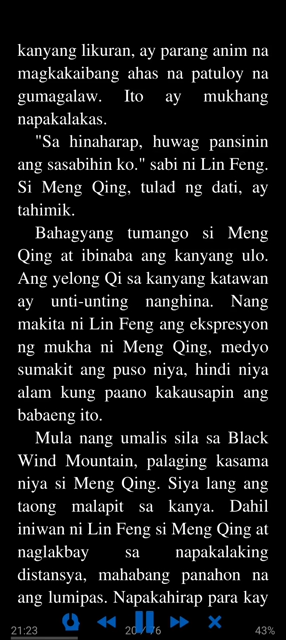 kanyang likuran, ay parang anim na
magkakaibang ahas na patuloy na
gumagalaw. Ito ay mukhang
napakalakas.
"Sa hinaharap, huwag pansinin
ang sasabihin ko." sabi ni Lin Feng.
Si Meng Qing, tulad ng dati, ay
tahimik.
Bahagyang tumango si Meng
Qing at ibinaba ang kanyang ulo.
Ang yelong Qi sa kanyang katawan
ay unti-unting nanghina. Nang
makita ni Lin Feng ang ekspresyon
ng mukha ni Meng Qing, medyo
sumakit ang puso niya, hindi niya
alam kung paano kakausapin ang
babaeng ito.
Mula nang umalis sila sa Black
Wind Mountain, palaging kasama
niya si Meng Qing. Siya lang ang
taong malapit sa kanya. Dahil
iniwan ni Lin Feng si Meng Qing at
naglakbay sa napakalaking
distansya, mahabang panahon na
ang lumipas. Napakahirap para kay
21:23 43%